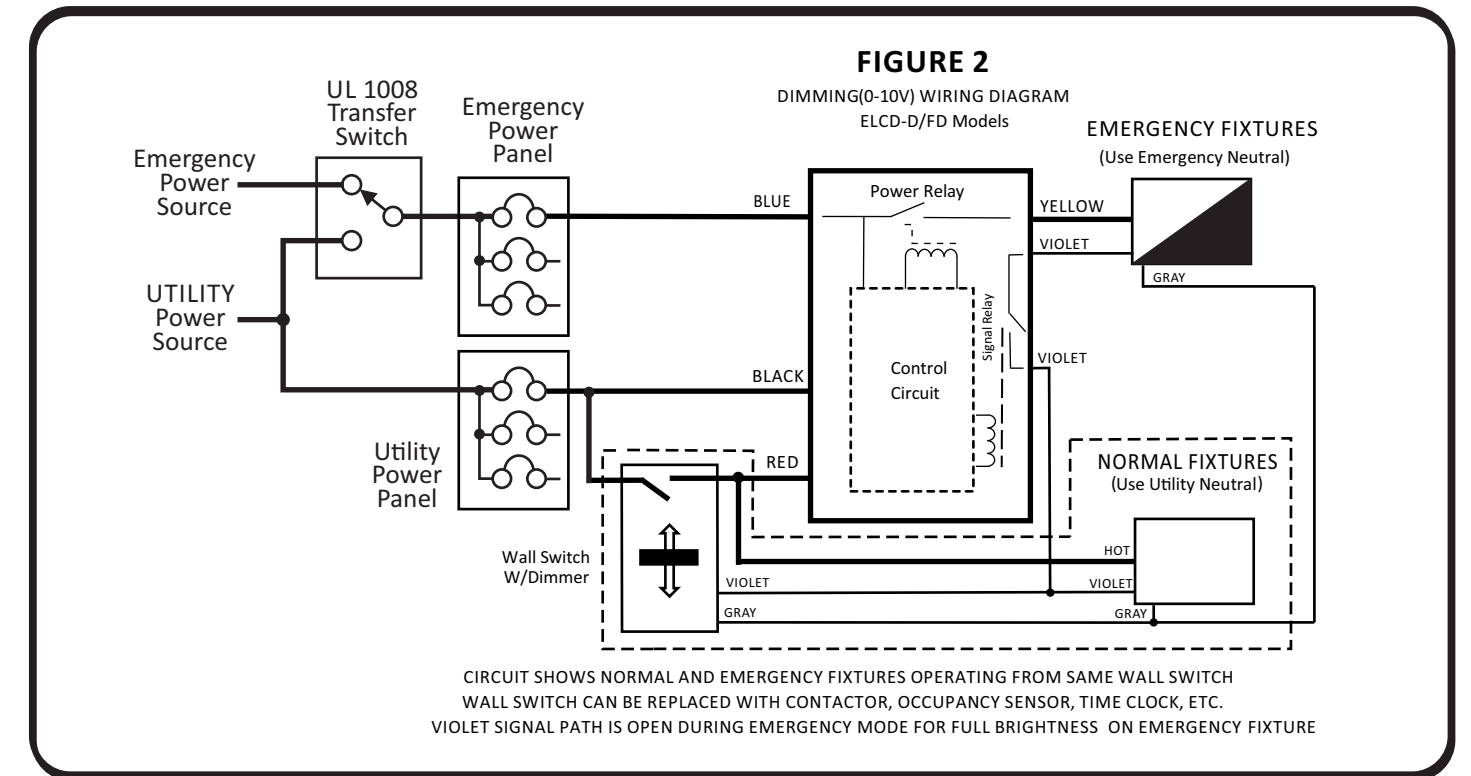 FIGURE 2
DIMMING(0-10V) WIRING DIAGRAM
ELCD-D/FD Models
UL 1008
Transfer
Switch
Emergency
Power
Panel
Emergency
Power
Source
UTILITY
Power
Source
Utility
Power
Panel
BLUE
BLACK
RED
Power Relay
Signal Relay
Control
Circuit
EMERGENCY FIXTURES
(Use Emergency Neutral)
YELLOW
VIOLET
GRAY
VIOLET
NORMAL FIXTURES
(Use Utility Neutral)
HOT
VIOLET
GRAY
Wall Switch
W/Dimmer
VIOLET
GRAY
CIRCUIT SHOWS NORMAL AND EMERGENCY FIXTURES OPERATING FROM SAME WALL SWITCH
WALL SWITCH CAN BE REPLACED WITH CONTACTOR, OCCUPANCY SENSOR, TIME CLOCK, ETC.
VIOLET SIGNAL PATH IS OPEN DURING EMERGENCY MODE FOR FULL BRIGHTNESS ON EMERGENCY FIXTURE